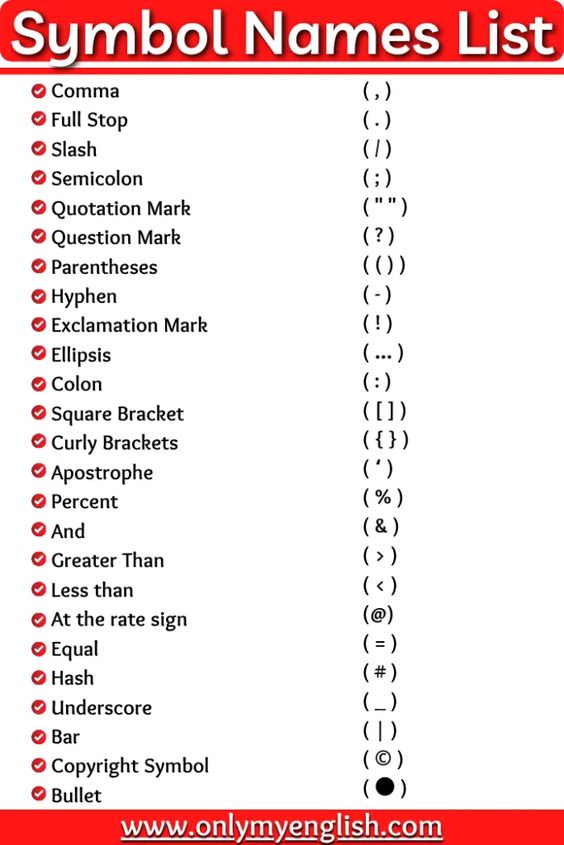 Symbol Names List
Comma (,)
Full Stop (.)
Slash (/)
Semicolon (;)
Quotation Mark ("")
Question Mark (?)
Parentheses (())
Hyphen (-)
Exclamation Mark (!)
Ellipsis (...)
Colon (:)
Square Bracket ([])
Curly Brackets ({})
Apostrophe (‘)
Percent (%)
And (&)
Greater Than (>)
Less than (<)
At the rate sign (@)
Equal (=)
Hash (#)
Underscore (_)
Bar (|)
Copyright Symbol (©)
Bullet (●)
www.onlymyenglish.com